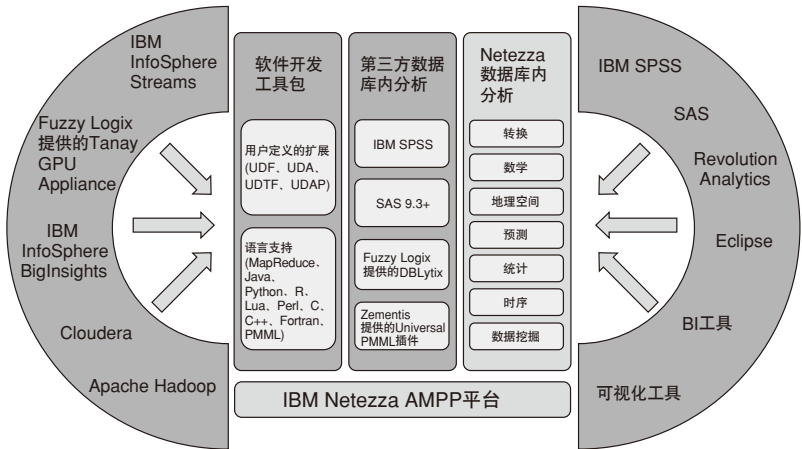 IBM
InfoSphere
Streams
Fuzzy Logix
提供的Tanay
GPU
Appliance
IBM
InfoSphere
BigInsights
Cloudera
Apache Hadoop
软件开发
工具包
用户定义的扩展
(UDF、UDA、
UDTF、UDAP)
语言支持
(MapReduce、
Java、
Python、R、
Lua、Perl、C、
C++、Fortran、
PMML)
第三方数据
库内分析
IBM SPSS
SAS 9.3+
Fuzzy Logix
提供的DBLytix
Zementis
提供的Universal
PMML插件
Netezza
数据库内
分析
转换
数学
地理空间
预测
统计
时序
数据挖掘
IBM Netezza AMPP平台
IBM SPSS
SAS
Revolution
Analytics
Eclipse
BI工具
可视化工具